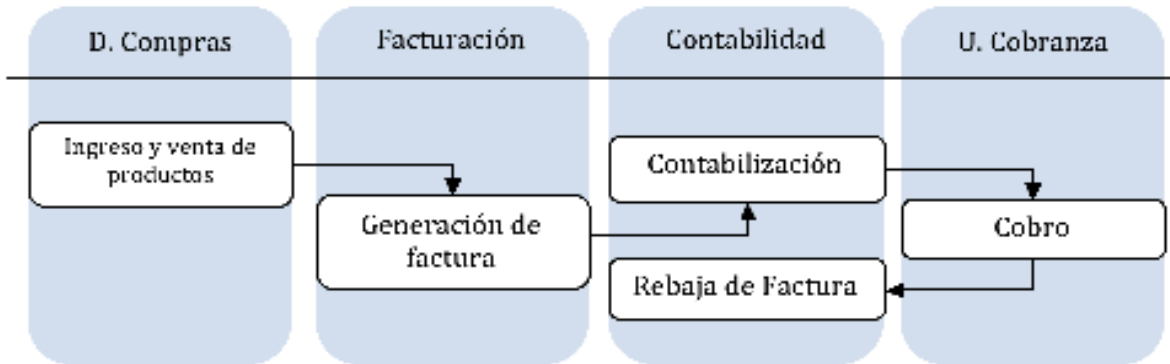 D. Compras
Facturación
Contabilidad
U. Cobranza
Ingreso y venta de
productos
Generación de
factura
Contabilización
Cobro
Rebaja de Factura